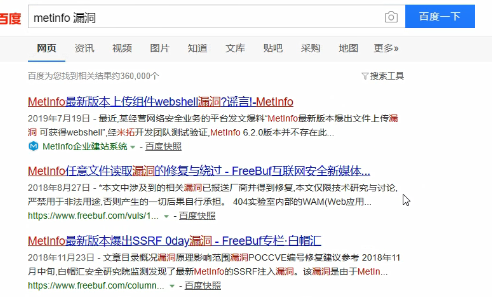 百度 metinfo 漏洞 百度一下
网页 资讯 视频 图片 知道 文库 贴吧 采购 地图 更多»
百度为您找到相关结果约360,000个 搜索工具
MetInfo最新版本上传组件webshell漏洞?谣言!-MetInfo
2019年7月19日 - 最近,某经营网络安全业务的平台发文爆料“MetInfo最新版本爆出文件上传漏
洞 可获得webshell”,经米拓开发团队测试验证,MetInfo 6.2.0版本并不存在此...
MetInfo企业建站系统 - 百度快照
MetInfo任意文件读取漏洞的修复与绕过 - FreeBuf互联网安全新媒体...
2018年8月27日 - “本文中涉及到的相关漏洞已报送厂商并得到修复,本文仅限技术研究与讨论,
严禁用于非法用途,否则产生的一切后果自行承担。 404实验室内部的WAM(Web应用...
https://www.freebuf.com/vuls/1... - 百度快照
MetInfo最新版本爆出SSRF 0day漏洞 - FreeBuf专栏·白帽汇
2018年11月23日 - 文章目录概况漏洞原理影响范围漏洞POCCVE编号修复建议参考 2018年11
月中旬,白帽汇安全研究院监测发现了最新MetInfo的SSRF注入漏洞。该漏洞是由于MetIn...
https://www.freebuf.com/column... - 百度快照